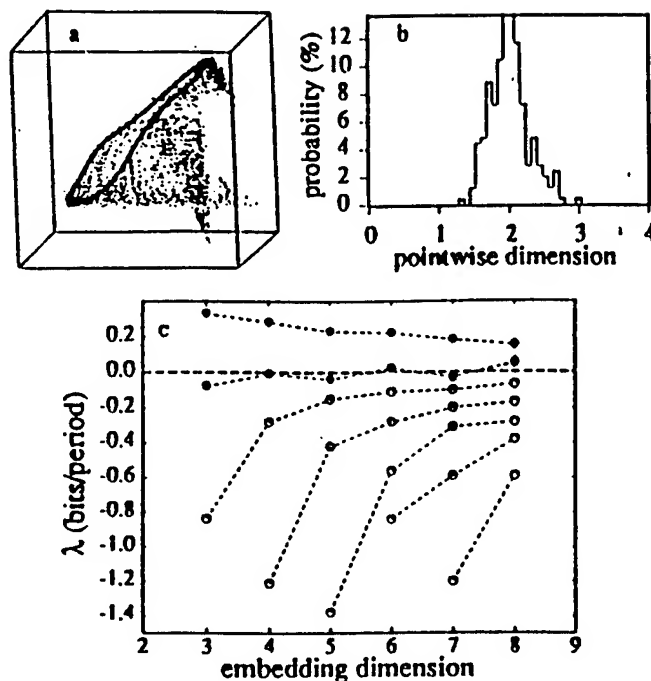 a
b
probability (%)
12
10
8
6
4
2
0
0 1 2 3 4
pointwise dimension
c
λ (bits/period)
0.2
0.0
-0.2
-0.4
-0.6
-0.8
-1.0
-1.2
-1.4
2 3 4 5 6 7 8 9
embedding dimension